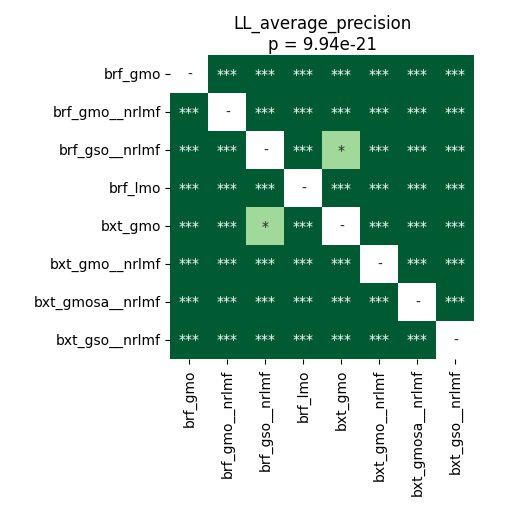 LL_average_precision
p = 9.94e-21
brf_gmo - *** *** *** *** *** *** ***
brf_gmo__nrlmf *** - *** *** *** *** *** ***
brf_gso__nrlmf *** *** - *** * *** *** ***
brf_lmo *** *** *** - *** *** *** ***
bxt_gmo *** *** * *** - *** *** ***
bxt_gmo__nrlmf *** *** *** *** *** - *** ***
bxt_gmosa__nrlmf *** *** *** *** *** *** - ***
bxt_gso__nrlmf *** *** *** *** *** *** *** -
brf_gmo
brf_gmo__nrlmf
brf_gso__nrlmf
brf_lmo
bxt_gmo
bxt_gmo__nrlmf
bxt_gmosa__nrlmf
bxt_gso__nrlmf